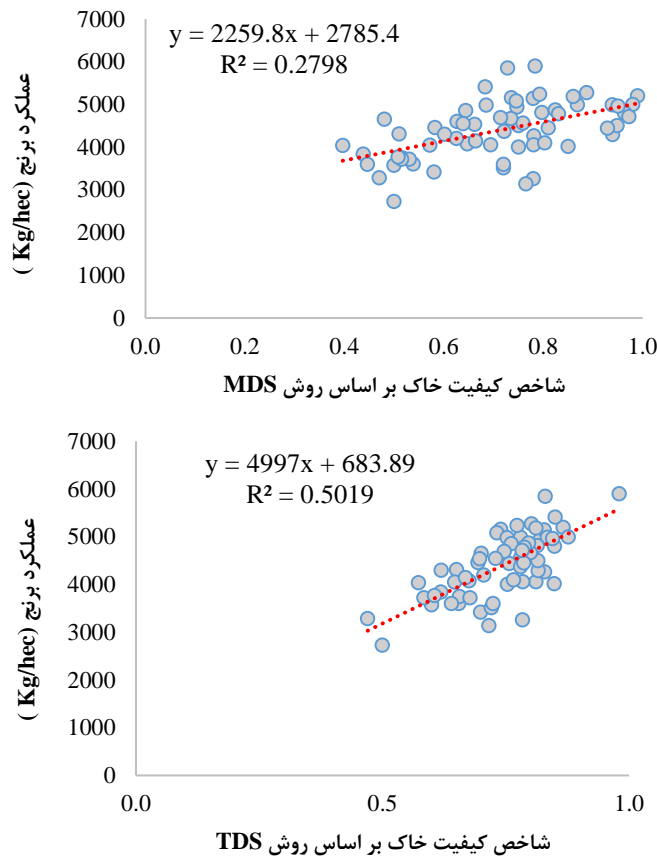 y = 2259.8x + 2785.4
R² = 0.2798
7000
6000
5000
4000
3000
2000
1000
0
عملکرد برنج (Kg/hec )
0.0 0.2 0.4 0.6 0.8 1.0
شاخص کیفیت خاک بر اساس روش MDS
y = 4997x + 683.89
R² = 0.5019
7000
6000
5000
4000
3000
2000
1000
0
عملکرد برنج (Kg/hec )
0.0 0.5 1.0
شاخص کیفیت خاک بر اساس روش TDS